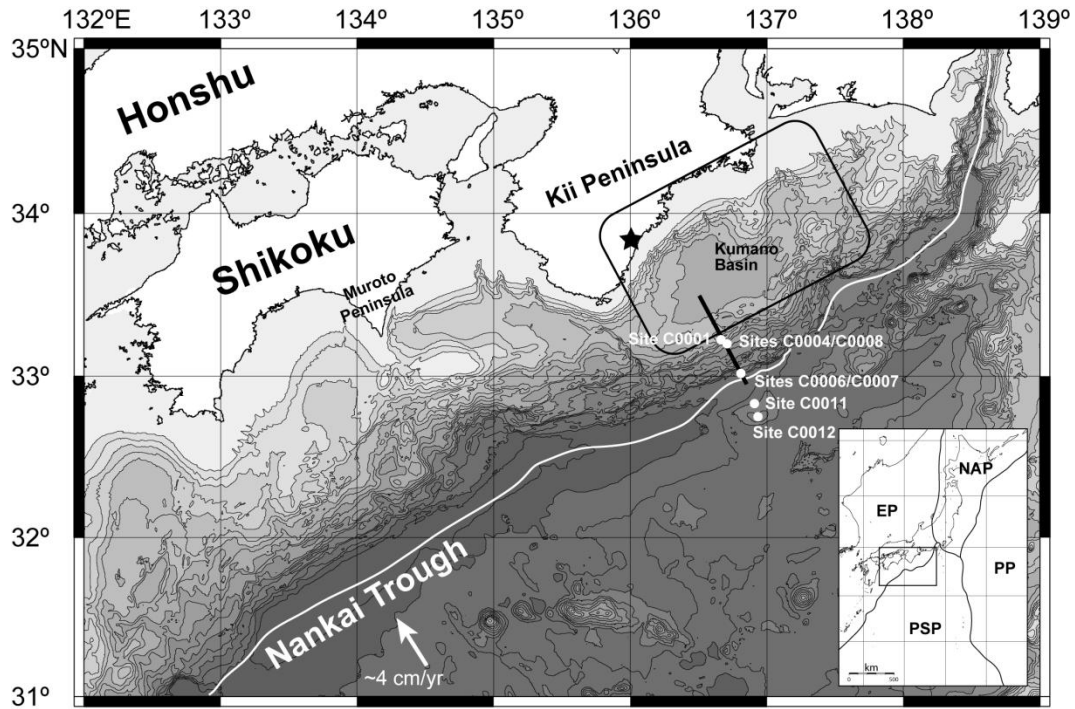 132ºE 133º 134º 135º 136º 137º 138º 139º
35ºN
34º
33º
32º
31º
Honshu
Shikoku
Muroto
Peninsula
Kii Peninsula
Kumano
Basin
Site C0001
Sites C0004/C0008
Sites C0006/C0007
Site C0011
Site C0012
Nankai Trough
~4 cm/yr
NAP
EP
PP
PSP
km
0 500